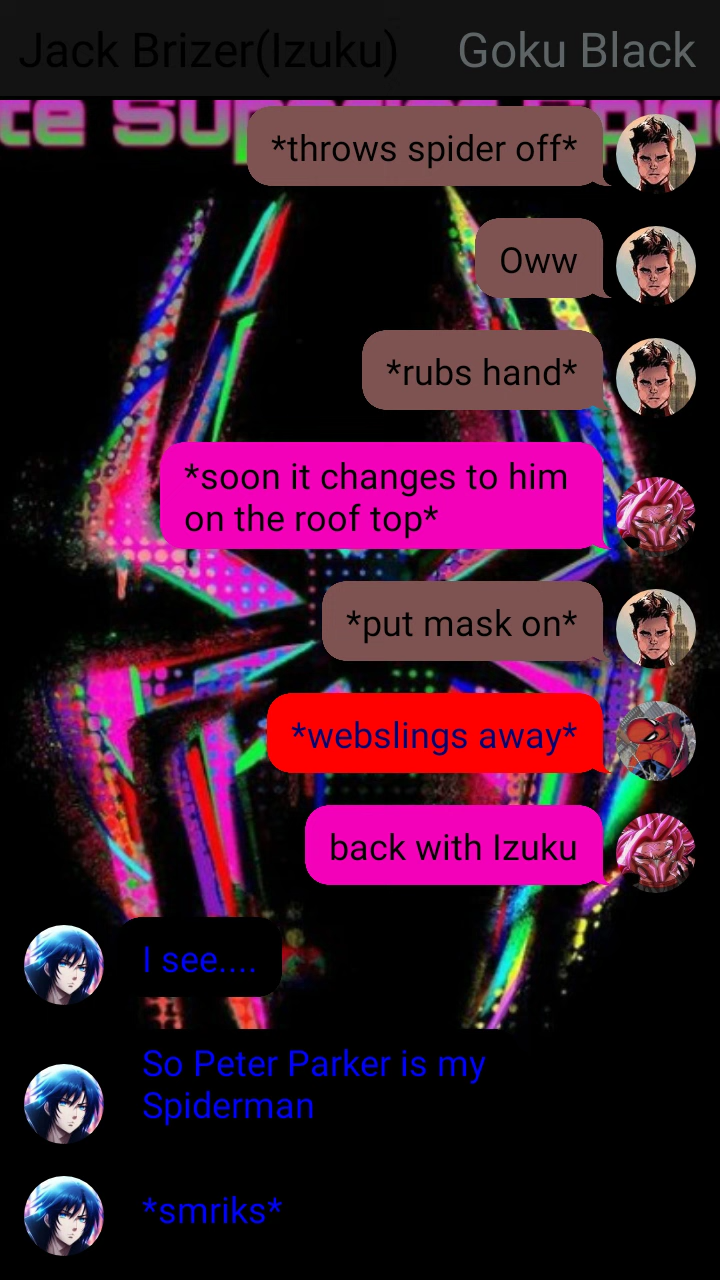 Jack Brizer(Izuku)
Goku Black
*throws spider off*
Oww
*rubs hand*
*soon it changes to him
on the roof top*
*put mask on*
*webslings away*
back with Izuku
I see....
So Peter Parker is my
Spiderman
*smriks*